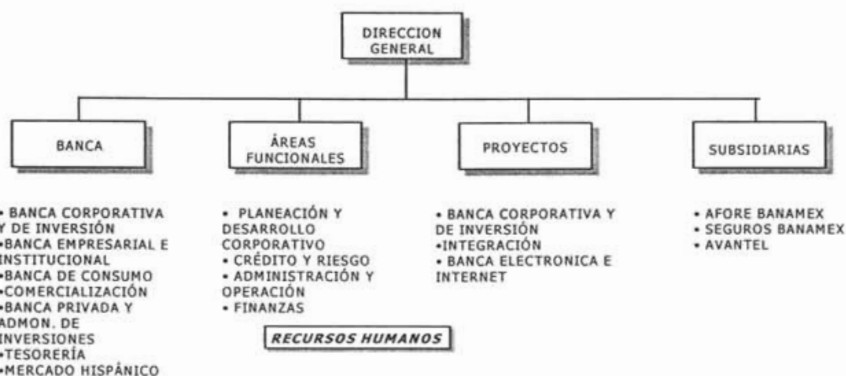 DIRECCION
GENERAL
BANCA
ÁREAS
FUNCIONALES
PROYECTOS
SUBSIDIARIAS
• BANCA CORPORATIVA
Y DE INVERSIÓN
•BANCA EMPRESARIAL E
INSTITUCIONAL
•BANCA DE CONSUMO
•COMERCIALIZACIÓN
•BANCA PRIVADA Y
ADMON. DE
INVERSIONES
•TESORERÍA
•MERCADO HISPÁNICO
• PLANEACIÓN Y
DESARROLLO
CORPORATIVO
• CRÉDITO Y RIESGO
• ADMINISTRACIÓN Y
OPERACIÓN
• FINANZAS
RECURSOS HUMANOS
• BANCA CORPORATIVA Y
DE INVERSIÓN
•INTEGRACIÓN
• BANCA ELECTRONICA E
INTERNET
• AFORE BANAMEX
• SEGUROS BANAMEX
• AVANTEL